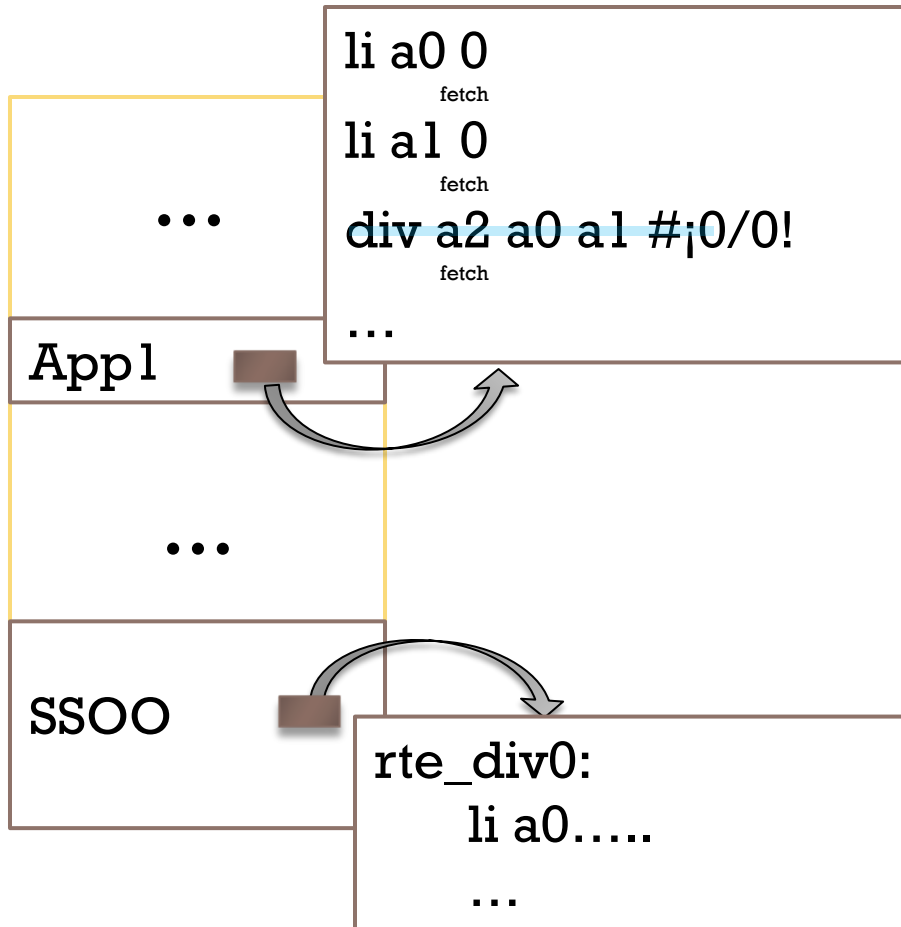 li a0 0
fetch
li a1 0
fetch
div a2 a0 a1 #¡0/0!
fetch
…
…
App1
…
SSOO
rte_div0:
li a0…..
…